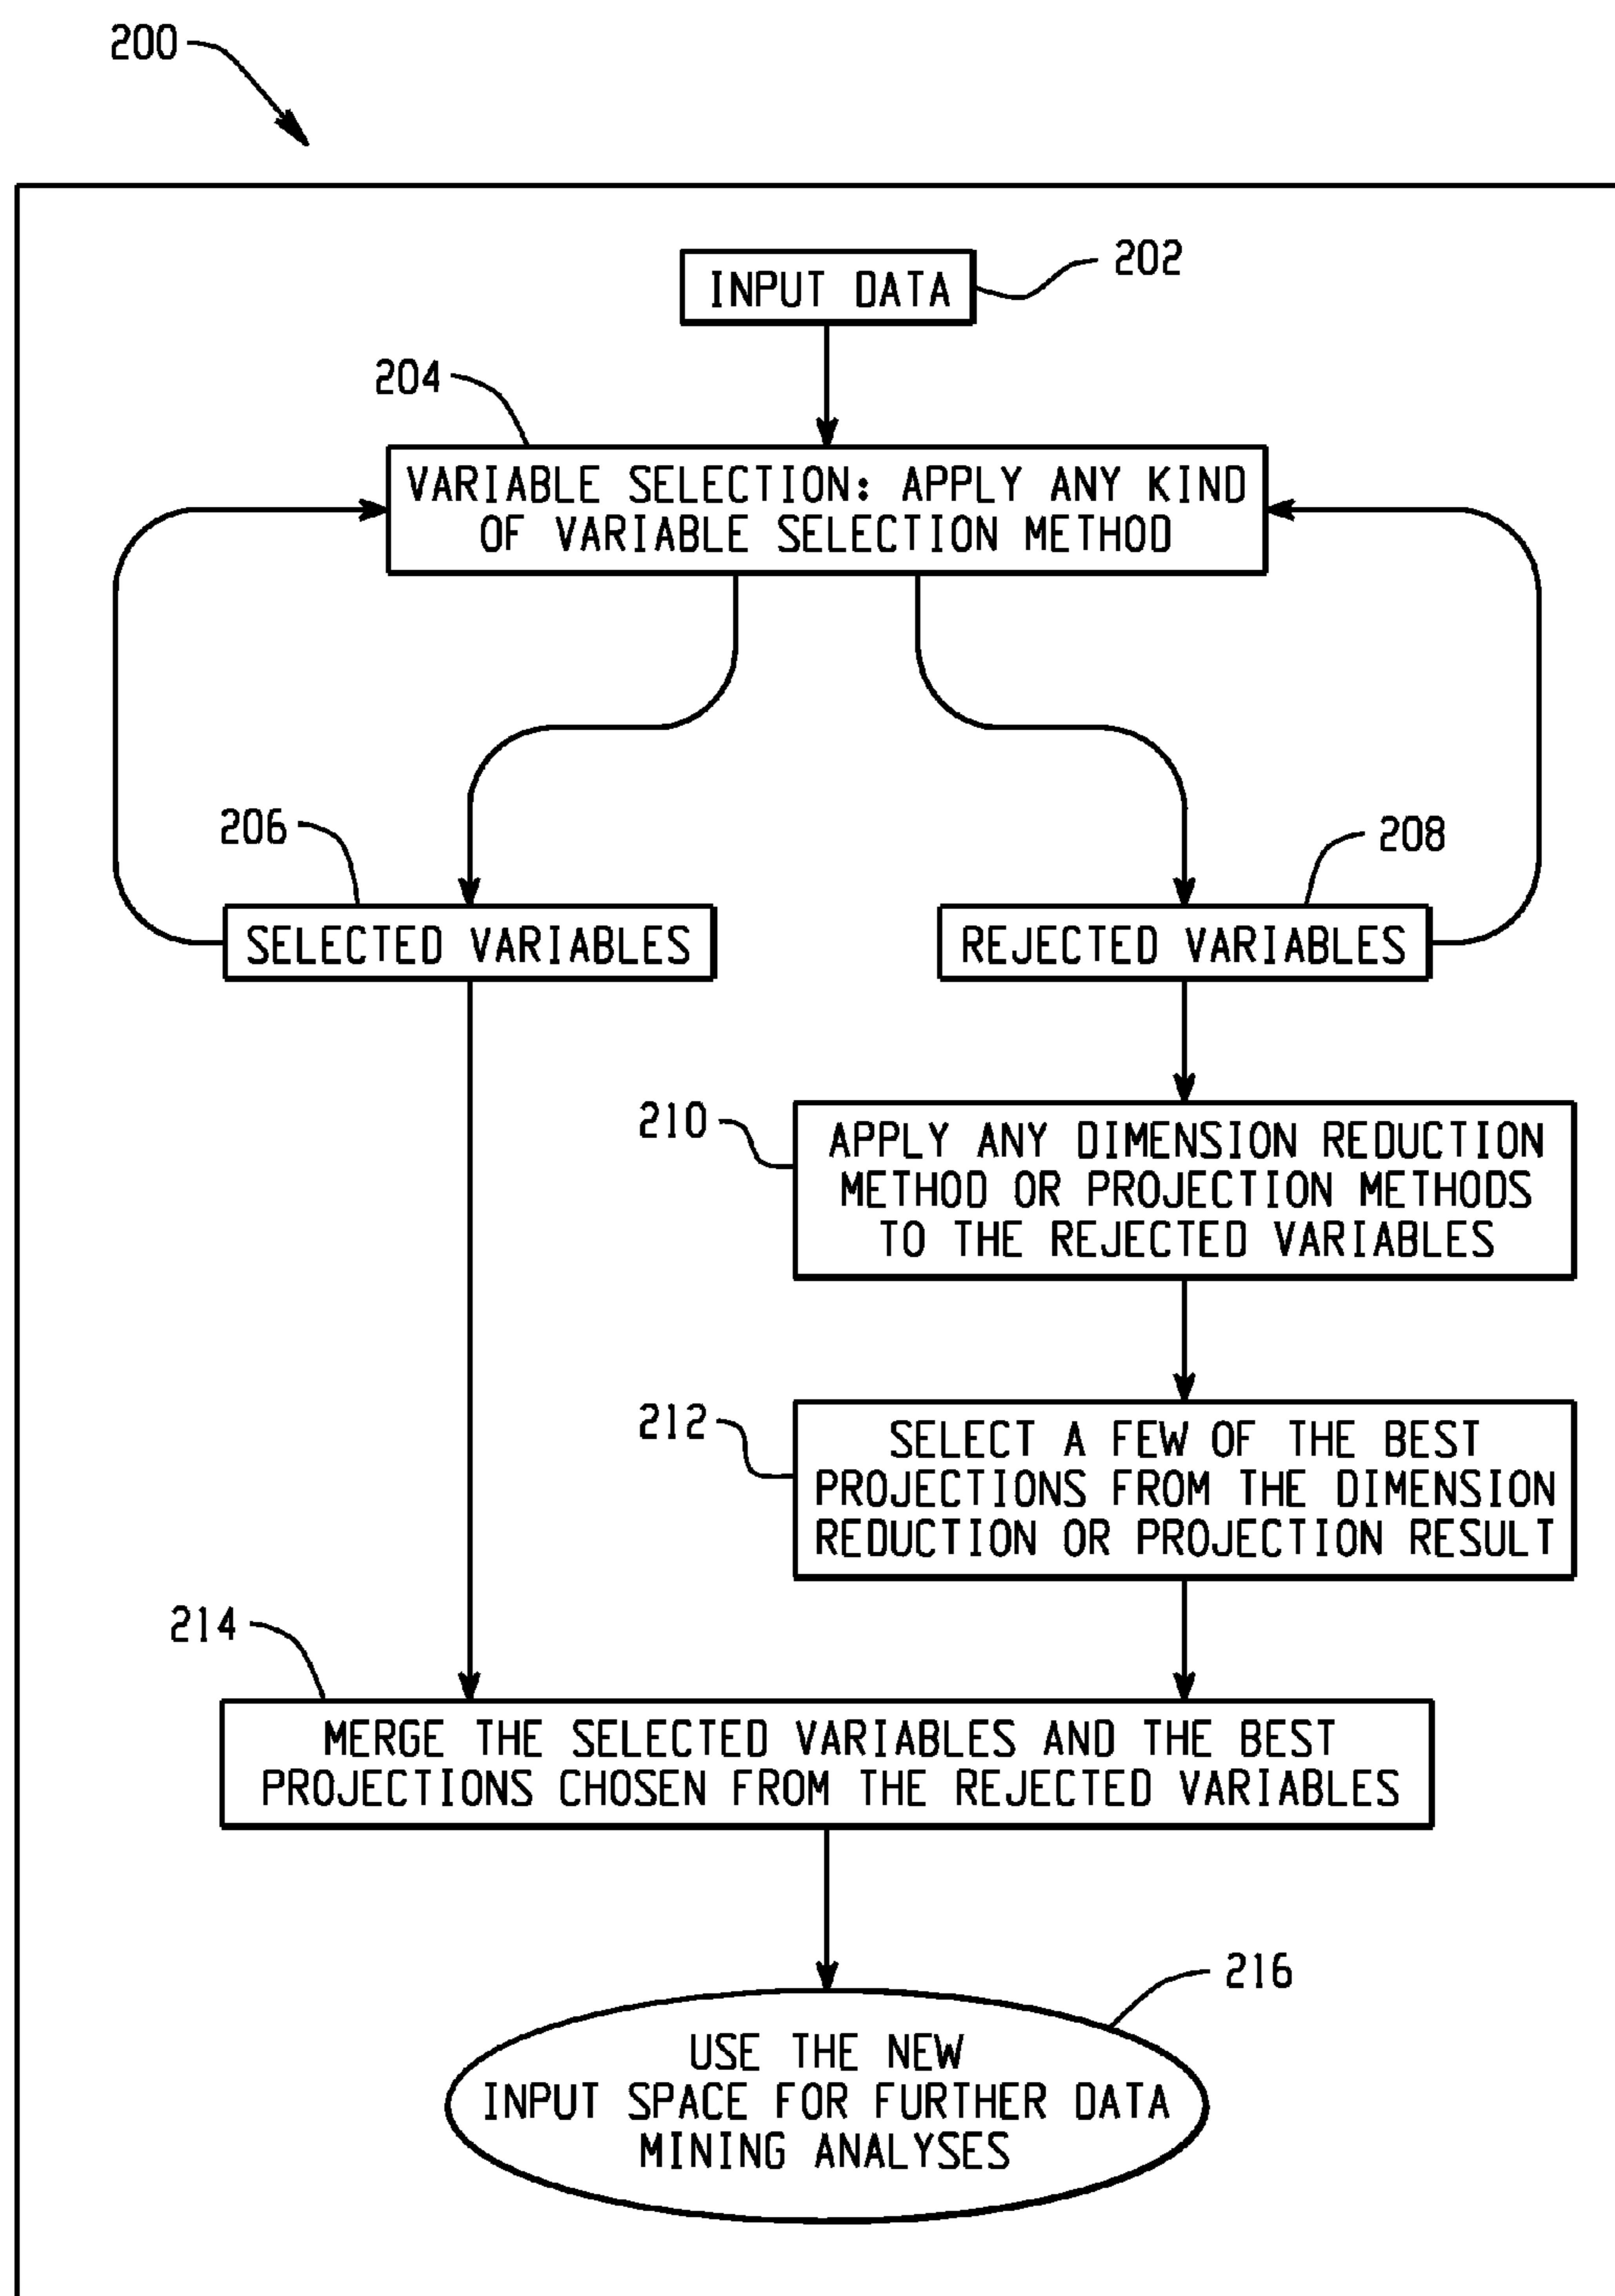 200
INPUT DATA
202
204
VARIABLE SELECTION: APPLY ANY KIND
OF VARIABLE SELECTION METHOD
206
208
SELECTED VARIABLES
REJECTED VARIABLES
210
APPLY ANY DIMENSION REDUCTION
METHOD OR PROJECTION METHODS
TO THE REJECTED VARIABLES
212
SELECT A FEW OF THE BEST
PROJECTIONS FROM THE DIMENSION
REDUCTION OR PROJECTION RESULT
214
MERGE THE SELECTED VARIABLES AND THE BEST
PROJECTIONS CHOSEN FROM THE REJECTED VARIABLES
216
USE THE NEW
INPUT SPACE FOR FURTHER DATA
MINING ANALYSES